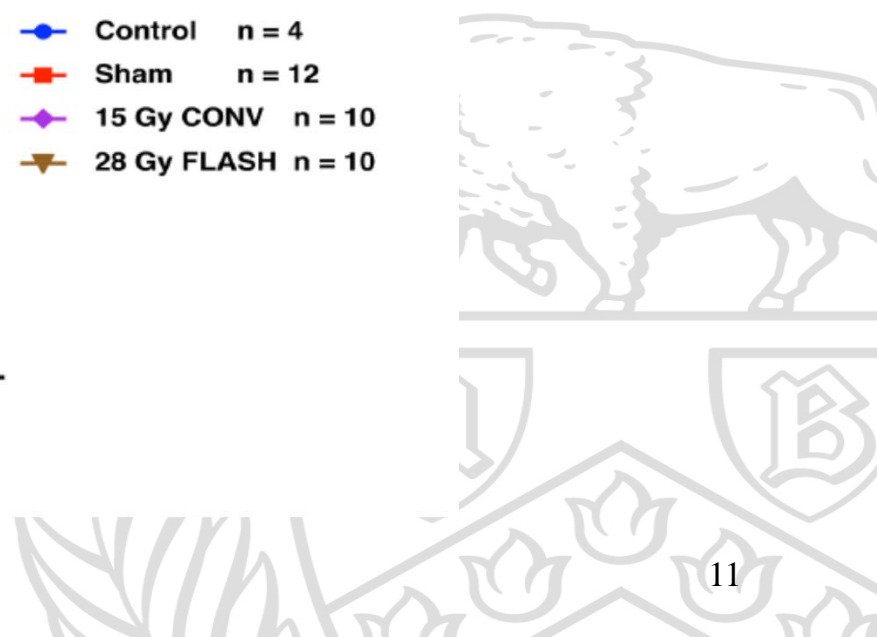 Control n = 4
Sham n = 12
15 Gy CONV n = 10
28 Gy FLASH n = 10
B
11